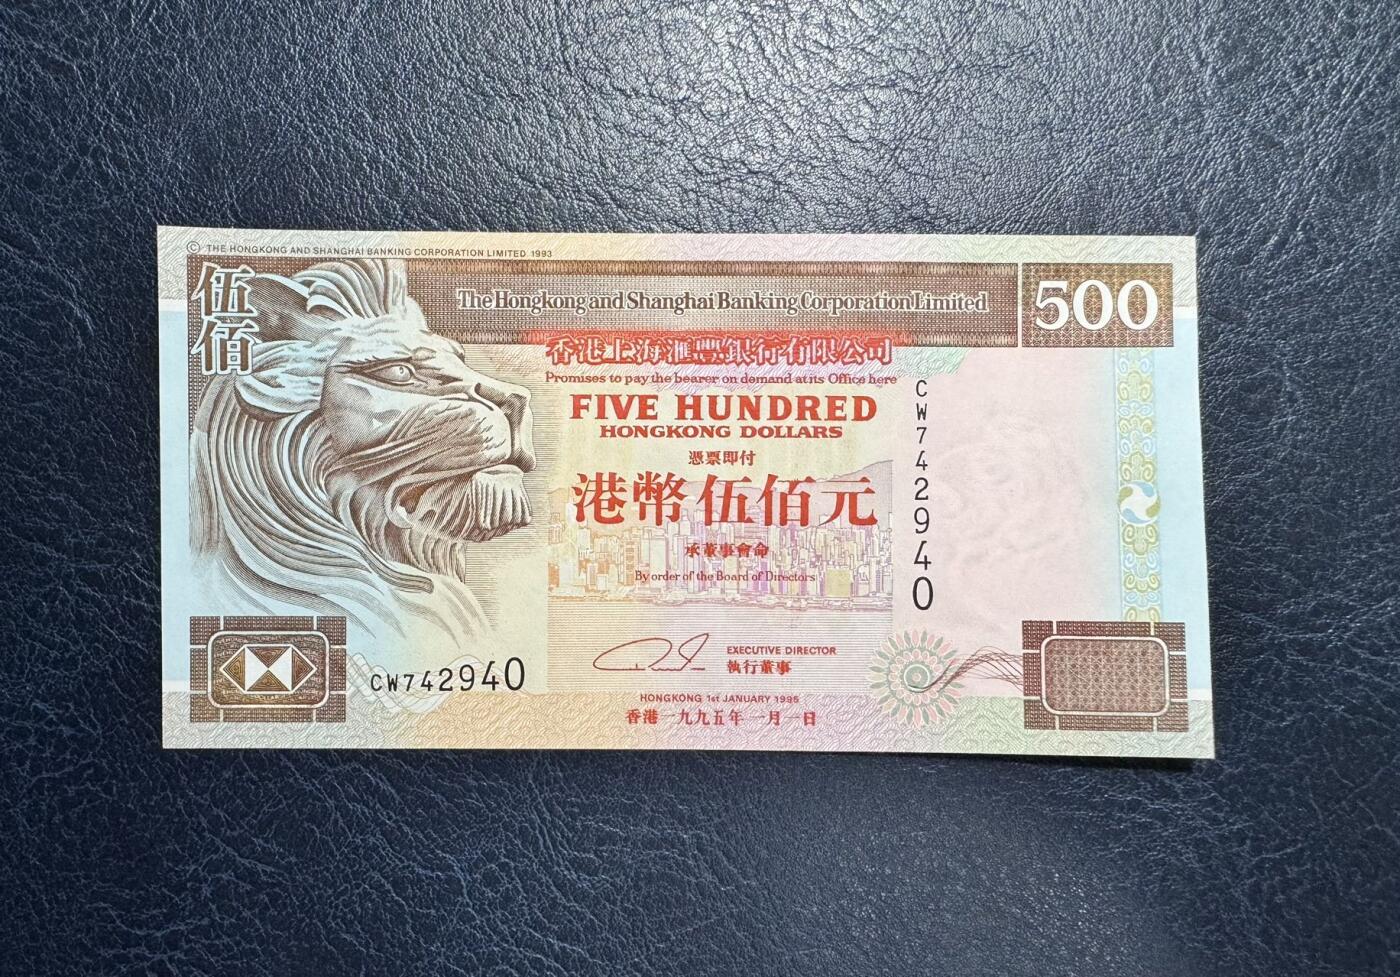 © THE HONGKONG AND SHANGHAI BANKING CORPORATION LIMITED 1993
伍佰
The Hongkong and Shanghai Banking Corporation Limited
500
香港上海滙豐銀行有限公司
Promises to pay the bearer on demand at its Office here
FIVE HUNDRED
HONGKONG DOLLARS
憑票即付
港幣伍佰元
承董事會命
By order of the Board of Directors
CW742940
EXECUTIVE DIRECTOR
執行董事
CW742940
HONGKONG 1st JANUARY 1995
香港一九九五年一月一日